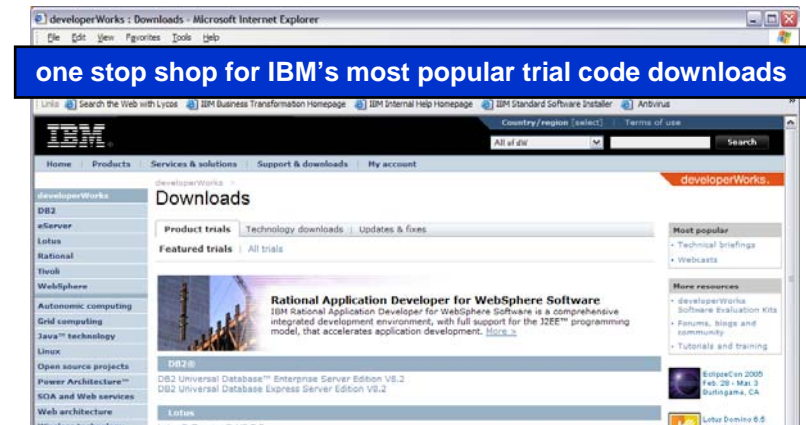 developerWorks : Downloads - Microsoft Internet Explorer
File Edit View Favorites Tools Help
one stop shop for IBM's most popular trial code downloads
Links Search the Web with Lycos IBM Business Transformation Homepage IBM Internal Help Homepage IBM Standard Software Installer Antivirus
Country/region [select] Terms of use
IBM
All of dW
Search
Home Products Services & solutions Support & downloads My account
developerWorks >
developerWorks.
Downloads
developerWorks
DB2
eServer
Lotus
Rational
Tivoli
WebSphere
Autonomic computing
Grid computing
Java™ technology
Linux
Open source projects
Power Architecture™
SOA and Web services
Web architecture
Product trials Technology downloads Updates & fixes
Featured trials All trials
Rational Application Developer for WebSphere Software
IBM Rational Application Developer for WebSphere Software is a comprehensive
integrated development environment, with full support for the J2EE™ programming
model, that accelerates application development. More >
DB2®
DB2 Universal Database™ Enterprise Server Edition V8.2
DB2 Universal Database Express Server Edition V8.2
Lotus
Most popular
Technical briefings
Webcasts
More resources
developerWorks
Software Evaluation Kits
Forums, blogs and
community
Tutorials and training
EclipseCon 2005
Feb. 28 - Mar. 3
Burlingame, CA
Lotus Domino 6.5